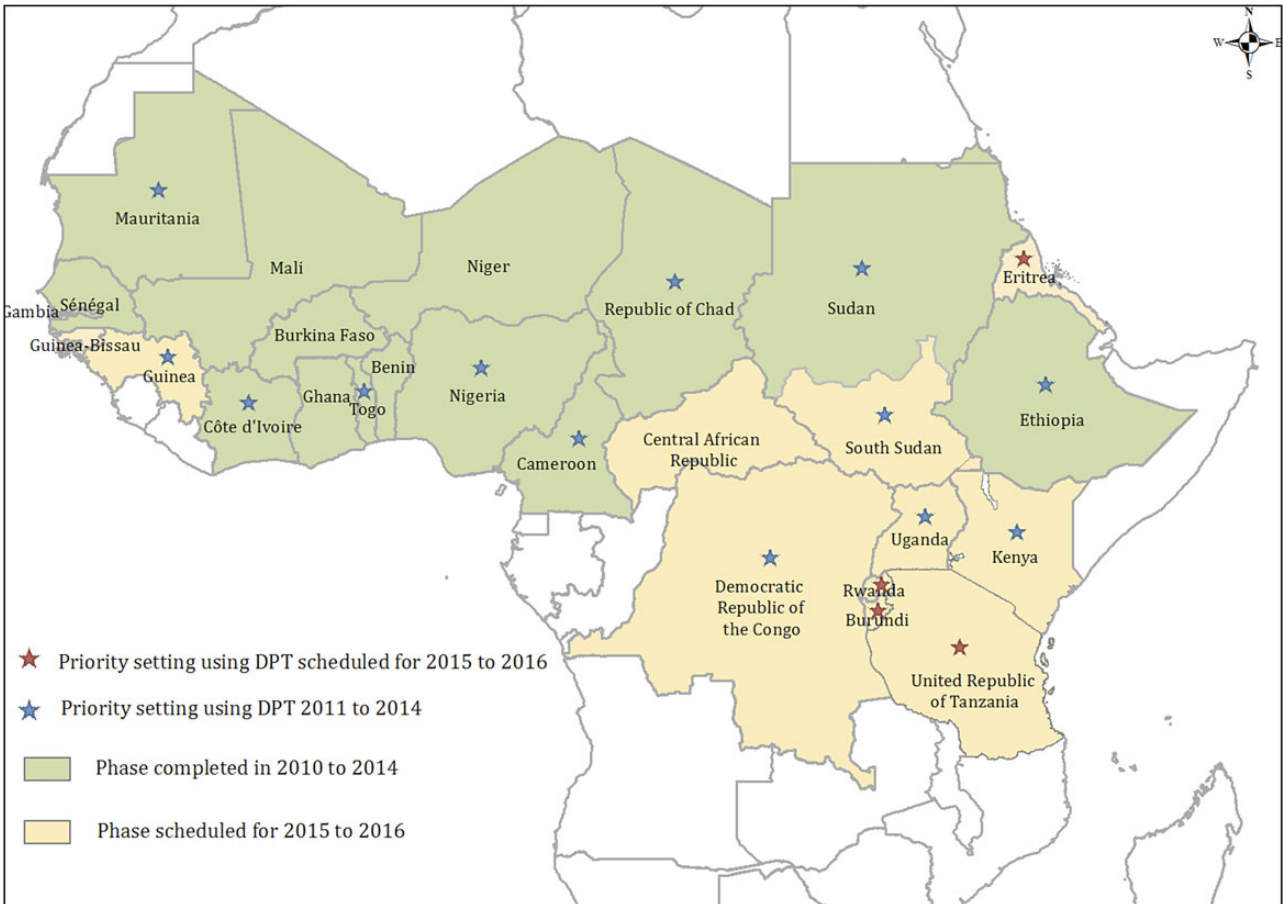 N
W E
S
Mauritania
Mali
Niger
Republic of Chad
Sudan
Eritrea
Gambia
Sénégal
Guinea-Bissau
Guinea
Burkina Faso
Benin
Ghana
Togo
Côte d'Ivoire
Nigeria
Cameroon
Central African
Republic
South Sudan
Ethiopia
Uganda
Kenya
Democratic
Republic of
the Congo
Rwanda
Burundi
United Republic
of Tanzania
Priority setting using DPT scheduled for 2015 to 2016
Priority setting using DPT 2011 to 2014
Phase completed in 2010 to 2014
Phase scheduled for 2015 to 2016